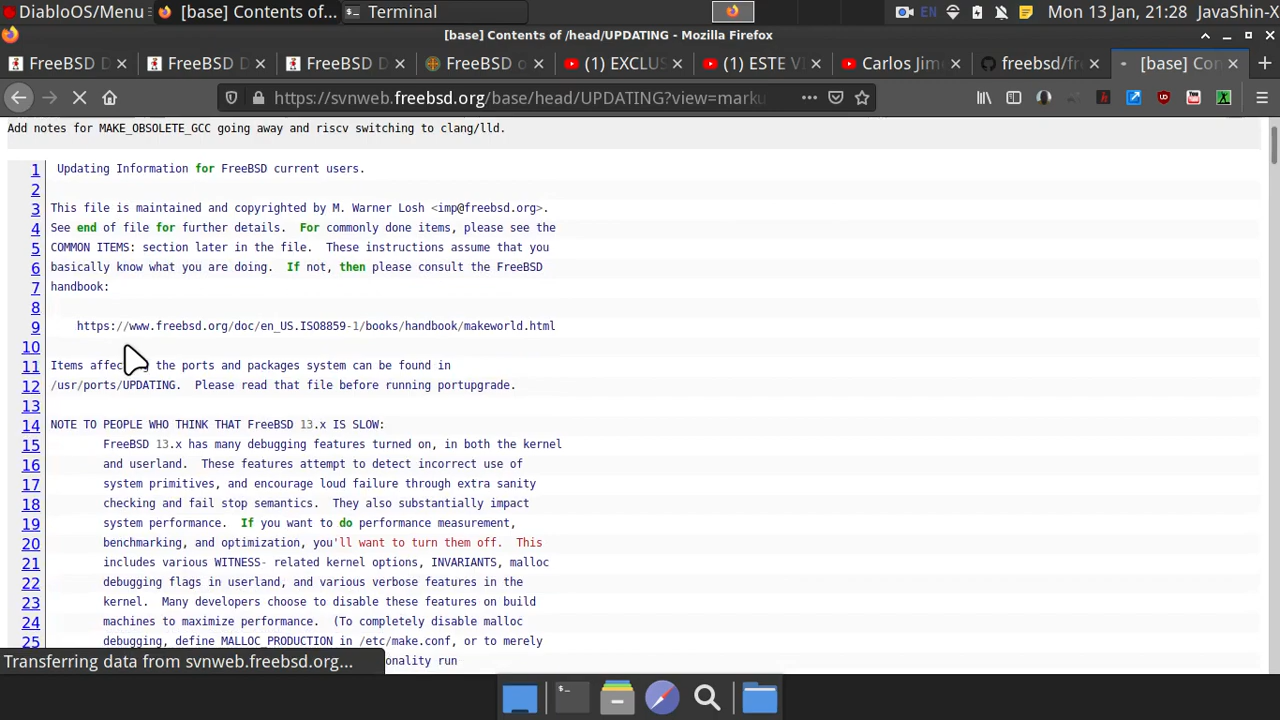 DiabloOS/Menu
[base] Contents of...
Terminal
EN
Mon 13 Jan, 21:28
JavaShin-X
[base] Contents of /head/UPDATING - Mozilla Firefox
FreeBSD D
FreeBSD D
FreeBSD D
FreeBSD o
(1) EXCLUS
(1) ESTE V
Carlos Jim
freebsd/fr
[base] Con
https://svnweb.freebsd.org/base/head/UPDATING?view=marku
Add notes for MAKE_OBSOLETE_GCC going away and riscv switching to clang/lld.
1 Updating Information for FreeBSD current users.
2
3 This file is maintained and copyrighted by M. Warner Losh <imp@freebsd.org>.
4 See end of file for further details.  For commonly done items, please see the
5 COMMON ITEMS: section later in the file.  These instructions assume that you
6 basically know what you are doing.  If not, then please consult the FreeBSD
7 handbook:
8
9 https://www.freebsd.org/doc/en_US.ISO8859-1/books/handbook/makeworld.html
10
11 Items affec g the ports and packages system can be found in
12 /usr/ports/UPDATING.  Please read that file before running portupgrade.
13
14 NOTE TO PEOPLE WHO THINK THAT FreeBSD 13.x IS SLOW:
15 FreeBSD 13.x has many debugging features turned on, in both the kernel
16 and userland.  These features attempt to detect incorrect use of
17 system primitives, and encourage loud failure through extra sanity
18 checking and fail stop semantics.  They also substantially impact
19 system performance.  If you want to do performance measurement,
20 benchmarking, and optimization, you'll want to turn them off.  This
21 includes various WITNESS- related kernel options, INVARIANTS, malloc
22 debugging flags in userland, and various verbose features in the
23 kernel.  Many developers choose to disable these features on build
24 machines to maximize performance.  (To completely disable malloc
25 debugging, define MALLOC_PRODUCTION in /etc/make.conf, or to merely
onality run
Transferring data from svnweb.freebsd.org...